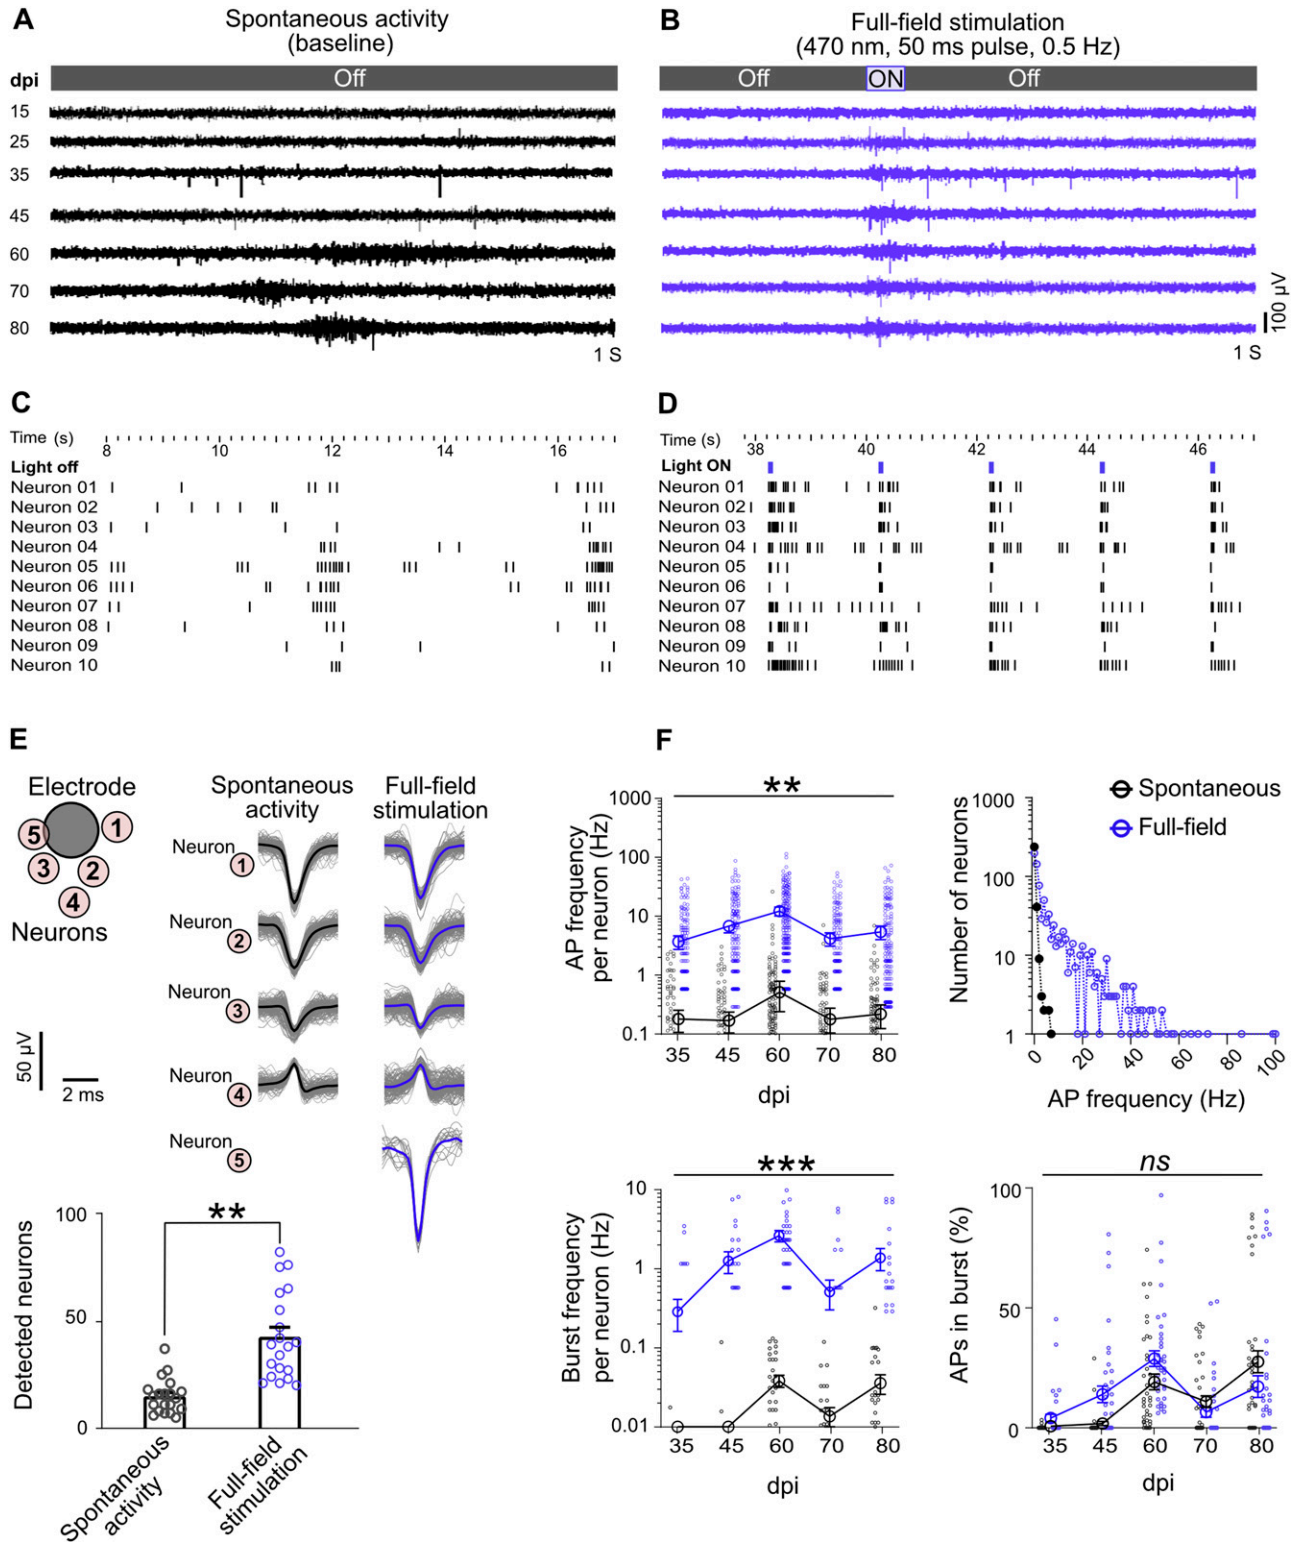 A
Spontaneous activity
(baseline)
dpi
Off
15
25
35
45
60
70
80
1 S
B
Full-field stimulation
(470 nm, 50 ms pulse, 0.5 Hz)
Off
ON
Off
100 µV
1 S
C
Time (s)
8
10
12
14
16
Light off
Neuron 01
Neuron 02
Neuron 03
Neuron 04
Neuron 05
Neuron 06
Neuron 07
Neuron 08
Neuron 09
Neuron 10
D
Time (s)
38
40
42
44
46
Light ON
Neuron 01
Neuron 02
Neuron 03
Neuron 04
Neuron 05
Neuron 06
Neuron 07
Neuron 08
Neuron 09
Neuron 10
E
Electrode
5
1
3
2
4
Neurons
Spontaneous
activity
Full-field
stimulation
Neuron
1
Neuron
2
Neuron
3
Neuron
4
Neuron
5
50 µV
2 ms
Detected neurons
100
50
0
**
Spontaneous
activity
Full-field
stimulation
F
AP frequency
per neuron (Hz)
1000
100
10
1
0.1
**
35
45
60
70
80
dpi
Number of neurons
1000
100
10
1
0
20
40
60
80
100
AP frequency (Hz)
Spontaneous
Full-field
Burst frequency
per neuron (Hz)
10
1
0.1
0.01
***
35
45
60
70
80
dpi
APs in burst (%)
100
50
0
ns
35
45
60
70
80
dpi